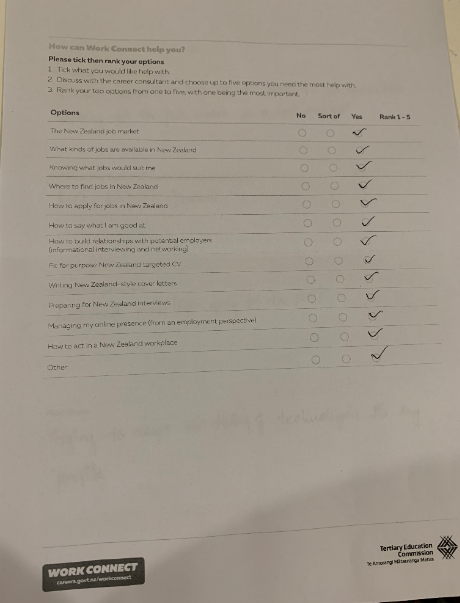 How can Work Connect help you?
Please tick then rank your options
1. Tick what you would like help with
2. Discuss with the career consultant and choose up to five options you need the most help with
3. Rank your top options from one to five, with one being the most important
Options No Sort of Yes Rank 1 - 5
The New Zealand job market
What kinds of jobs are available in New Zealand
Knowing what jobs would suit me
Where to find jobs in New Zealand
How to apply for jobs in New Zealand
How to say what I am good at
How to build relationships with potential employers
(informational interviewing and networking)
Fit for purpose New Zealand targeted CV
Writing New Zealand-style cover letters
Preparing for New Zealand interviews
Managing my online presence (from an employment perspective)
How to act in a New Zealand workplace
Other
WORK CONNECT
careers.govt.nz/workconnect
Tertiary Education
Commission
Te Amorangi Mātauranga Matua